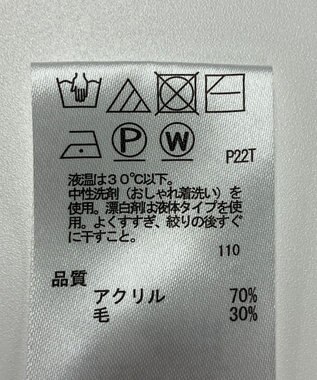 P W
P22T
液温は30℃以下。
中性洗剤（おしゃれ着洗い）を
使用。漂白剤は液体タイプを使
用。よくすすぎ、絞りの後すぐ
に干すこと。
110
品質
アクリル 70%
毛 30%